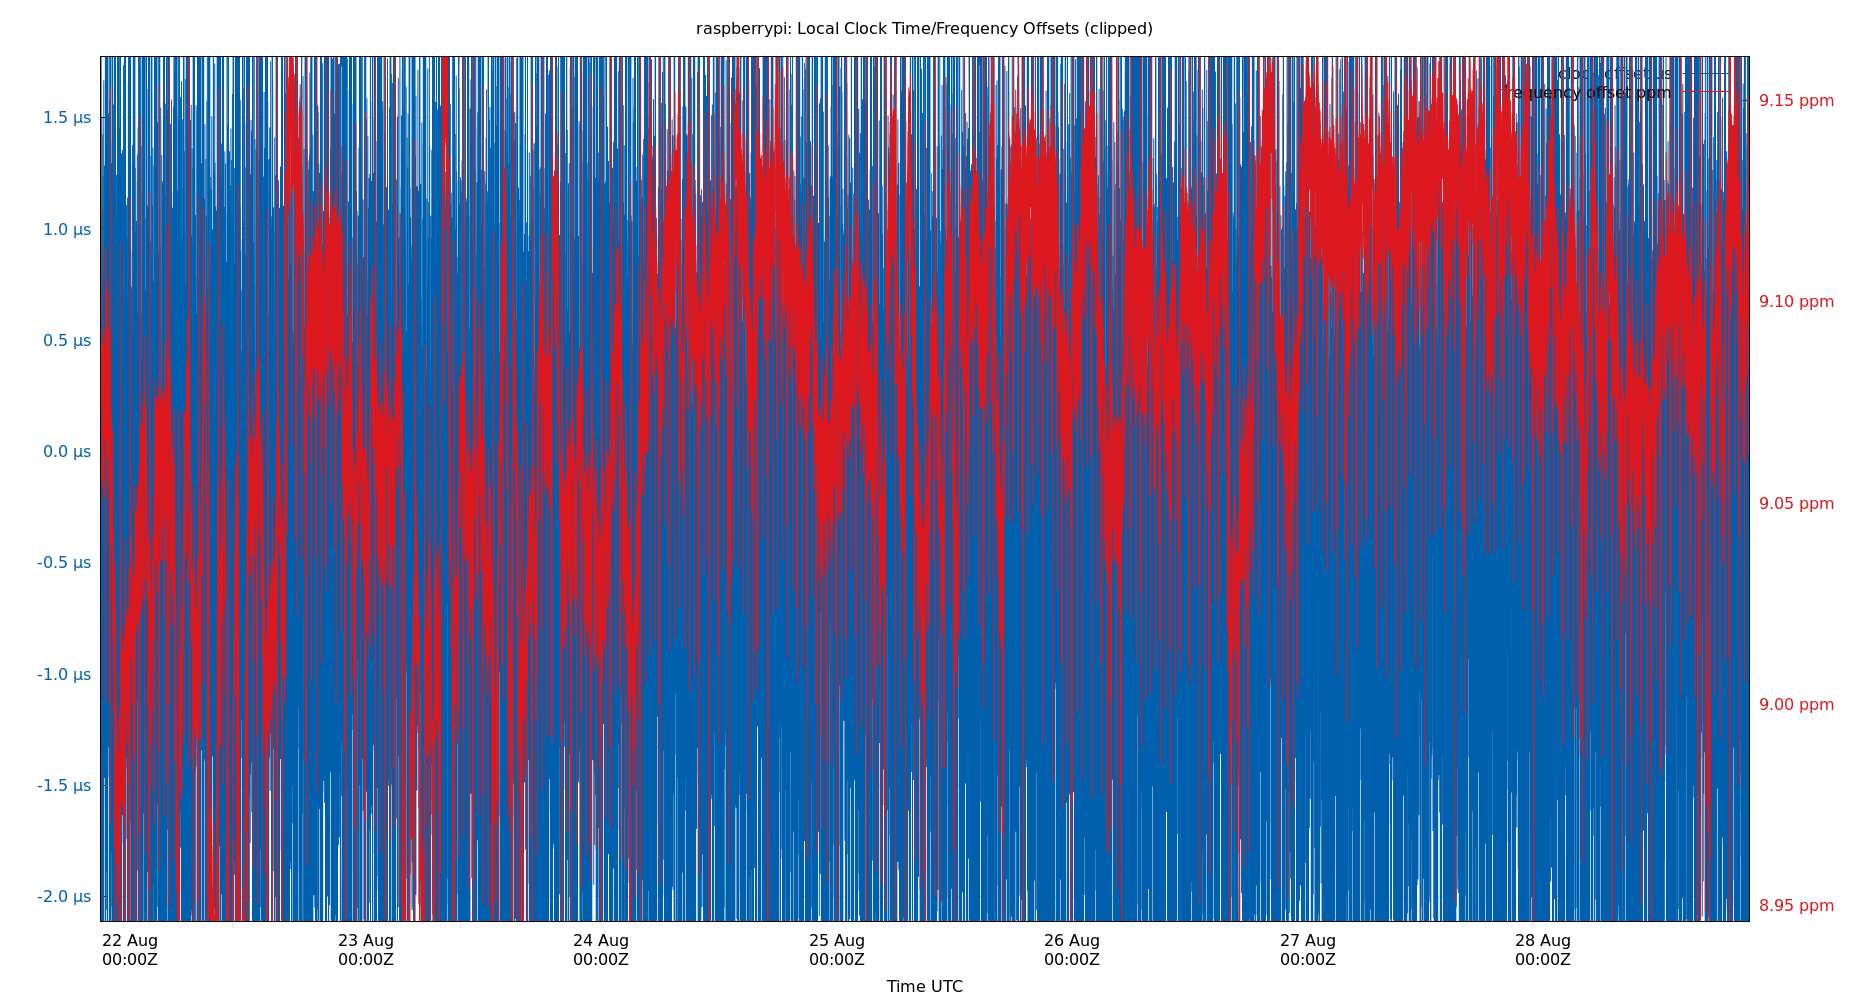 raspberrypi: Local Clock Time/Frequency Offsets (clipped)
clock offset us
frequency offset ppm
1.5 µs
1.0 µs
0.5 µs
0.0 µs
-0.5 µs
-1.0 µs
-1.5 µs
-2.0 µs
9.15 ppm
9.10 ppm
9.05 ppm
9.00 ppm
8.95 ppm
22 Aug 23 Aug 24 Aug 25 Aug 26 Aug 27 Aug 28 Aug
00:00Z 00:00Z 00:00Z 00:00Z 00:00Z 00:00Z 00:00Z
Time UTC